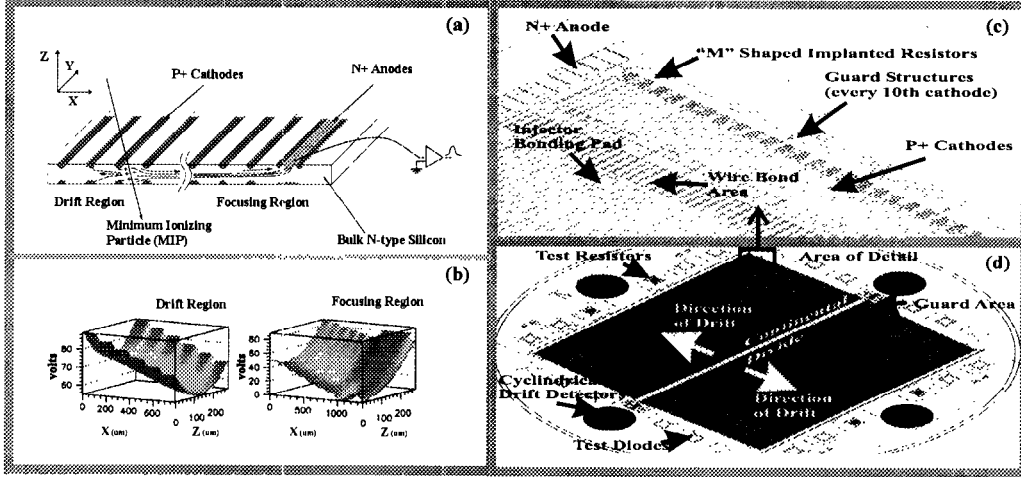 (a)
Z
Y
X
P+ Cathodes
N+ Anodes
Drift Region
Focusing Region
Minimum Ionizing
Particle (MIP)
Bulk N-type Silicon
(b)
Drift Region
Focusing Region
volts
80
70
60
0 200 400 600 800
0
100 200
X (um)
Z (um)
80
60
40
20
0
0
500
1000
0
100 200
X (um)
Z (um)
(c)
N+ Anode
“M” Shaped Implanted Resistors
Guard Structures
(every 10th cathode)
Injector
Bonding Pad
P+ Cathodes
Wire Bond
Area
(d)
Test Resistors
Area of Detail
Guard Area
Direction
of Drift
Continental
Divide
Cyclindrical
Drift Detectors
Direction
of Drift
Test Diodes